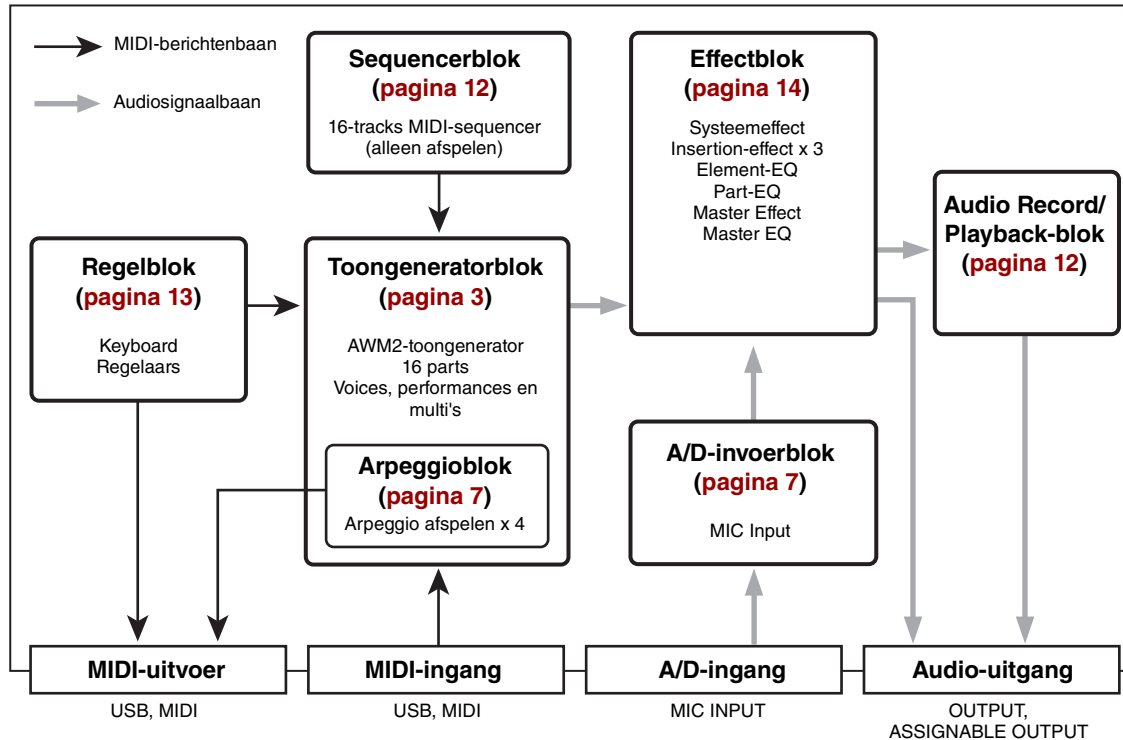 MIDI-berichtenbaan
Audiosignaalbaan
Sequencerblok
(pagina 12)
16-tracks MIDI-sequencer
(alleen afspelen)
Effectblok
(pagina 14)
Systeemeffect
Insertion-effect x 3
Element-EQ
Part-EQ
Master Effect
Master EQ
Audio Record/
Playback-blok
(pagina 12)
Regelblok
(pagina 13)
Keyboard
Regelaars
Toongeneratorblok
(pagina 3)
AWM2-toongenerator
16 parts
Voices, performances en
multi's
Arpeggioblok
(pagina 7)
Arpeggio afspelen x 4
A/D-invoerblok
(pagina 7)
MIC Input
MIDI-uitvoer
USB, MIDI
MIDI-ingang
USB, MIDI
A/D-ingang
MIC INPUT
Audio-uitgang
OUTPUT,
ASSIGNABLE OUTPUT